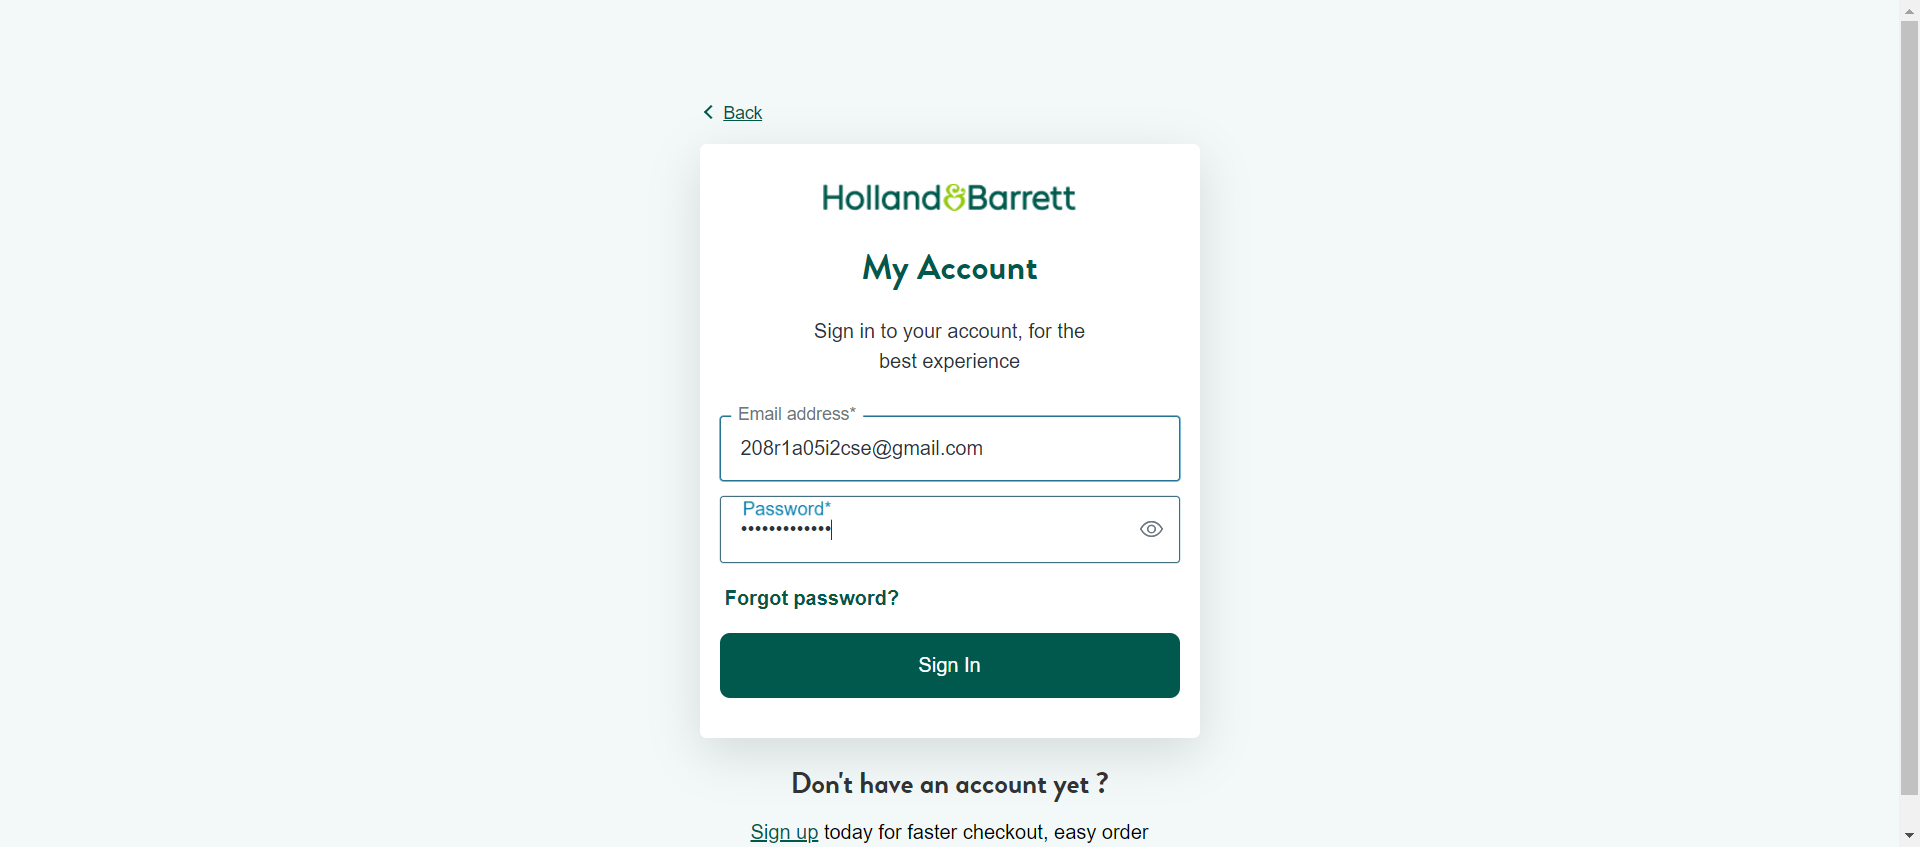 Back
Holland&Barrett
My Account
Sign in to your account, for the
best experience
Email address*
208r1a05i2cse@gmail.com
Password*
•••••••••••••
Forgot password?
Sign In
Don't have an account yet ?
Sign up today for faster checkout, easy order